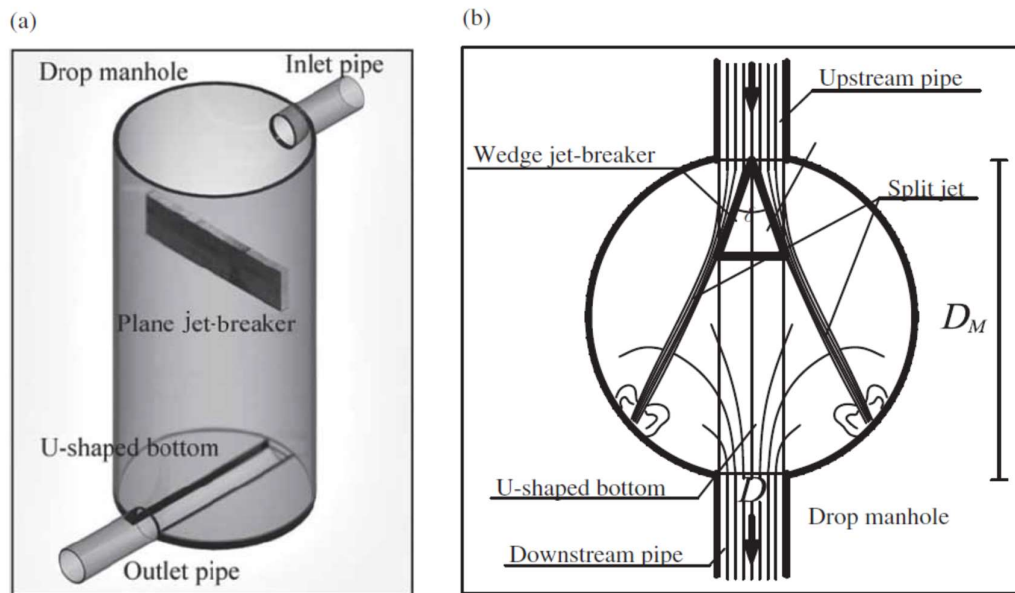 (a)
Drop manhole
Inlet pipe
Plane jet-breaker
U-shaped bottom
Outlet pipe
(b)
Upstream pipe
Wedge jet-breaker
Split jet
D_M
U-shaped bottom
D
Drop manhole
Downstream pipe